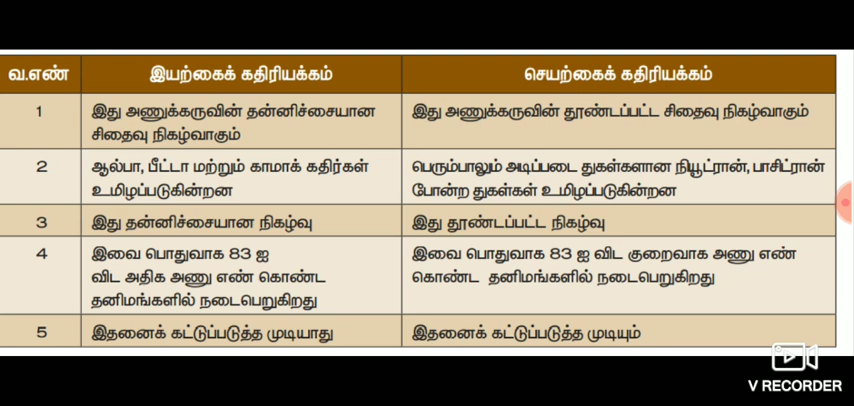 வ.எண் இயற்கைக் கதிரியக்கம் செயற்கைக் கதிரியக்கம்
1 இது அணுக்கருவின் தன்னிச்சையான இது அணுக்கருவின் தூண்டப்பட்ட சிதைவு நிகழ்வாகும்
சிதைவு நிகழ்வாகும்
2 ஆல்பா, பீட்டா மற்றும் காமாக் கதிர்கள் பெரும்பாலும் அடிப்படை துகள்களான நியூட்ரான், பாசிட்ரான்
உமிழப்படுகின்றன போன்ற துகள்கள் உமிழப்படுகின்றன
3 இது தன்னிச்சையான நிகழ்வு இது தூண்டப்பட்ட நிகழ்வு
4 இவை பொதுவாக 83 ஐ இவை பொதுவாக 83 ஐ விட குறைவாக அணு எண்
விட அதிக அணு எண் கொண்ட கொண்ட தனிமங்களில் நடைபெறுகிறது
தனிமங்களில் நடைபெறுகிறது
5 இதனைக் கட்டுப்படுத்த முடியாது இதனைக் கட்டுப்படுத்த முடியும்
V RECORDER